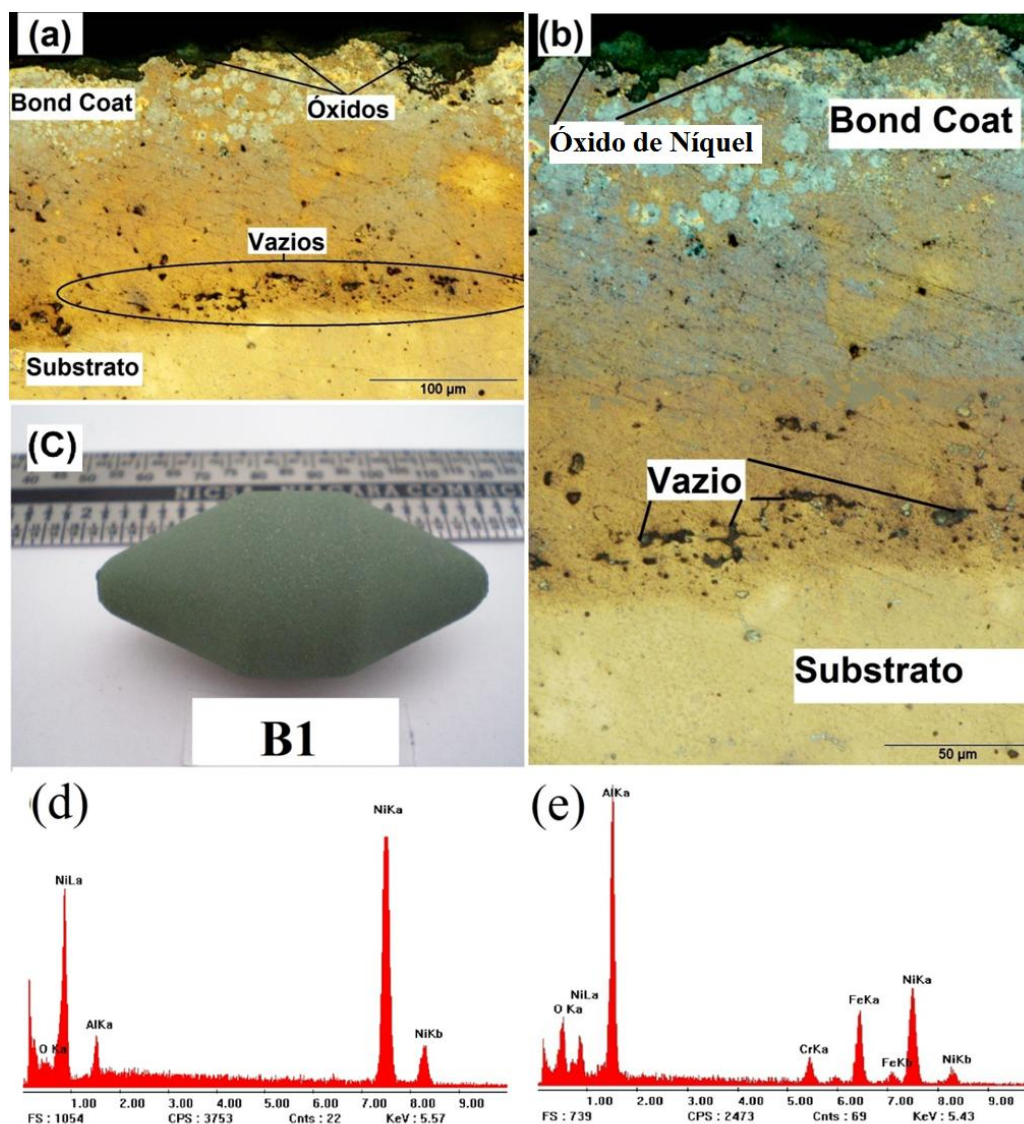 (a)
Bond Coat
Óxidos
Vazios
Substrato
100 µm
(b)
Bond Coat
Óxido de Níquel
Vazio
Substrato
50 µm
(C)
B1
(d)
NiKa
NiLa
AlKa
O Ka
NiKb
1.00 2.00 3.00 4.00 5.00 6.00 7.00 8.00 9.00
FS : 1054 CPS : 3753 Cnts : 22 KeV : 5.57
(e)
AlKa
NiKa
NiLa
O Ka
FeKa
CrKa
FeKb
NiKb
1.00 2.00 3.00 4.00 5.00 6.00 7.00 8.00 9.00
FS : 739 CPS : 2473 Cnts : 69 KeV : 5.43